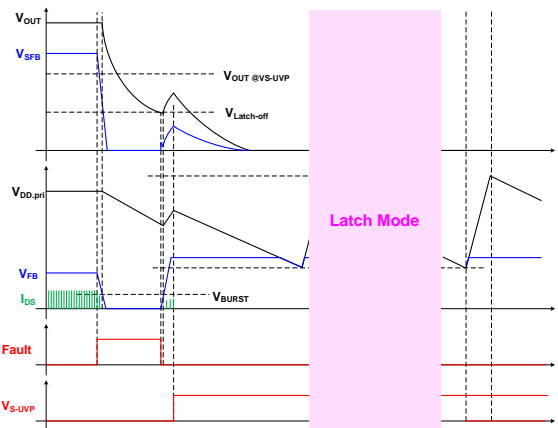 VOUT
VSFB
VOUT @VS-UVP
VLatch-off
VDD.pri
Latch Mode
VFB
IDS
VBURST
Fault
VS-UVP